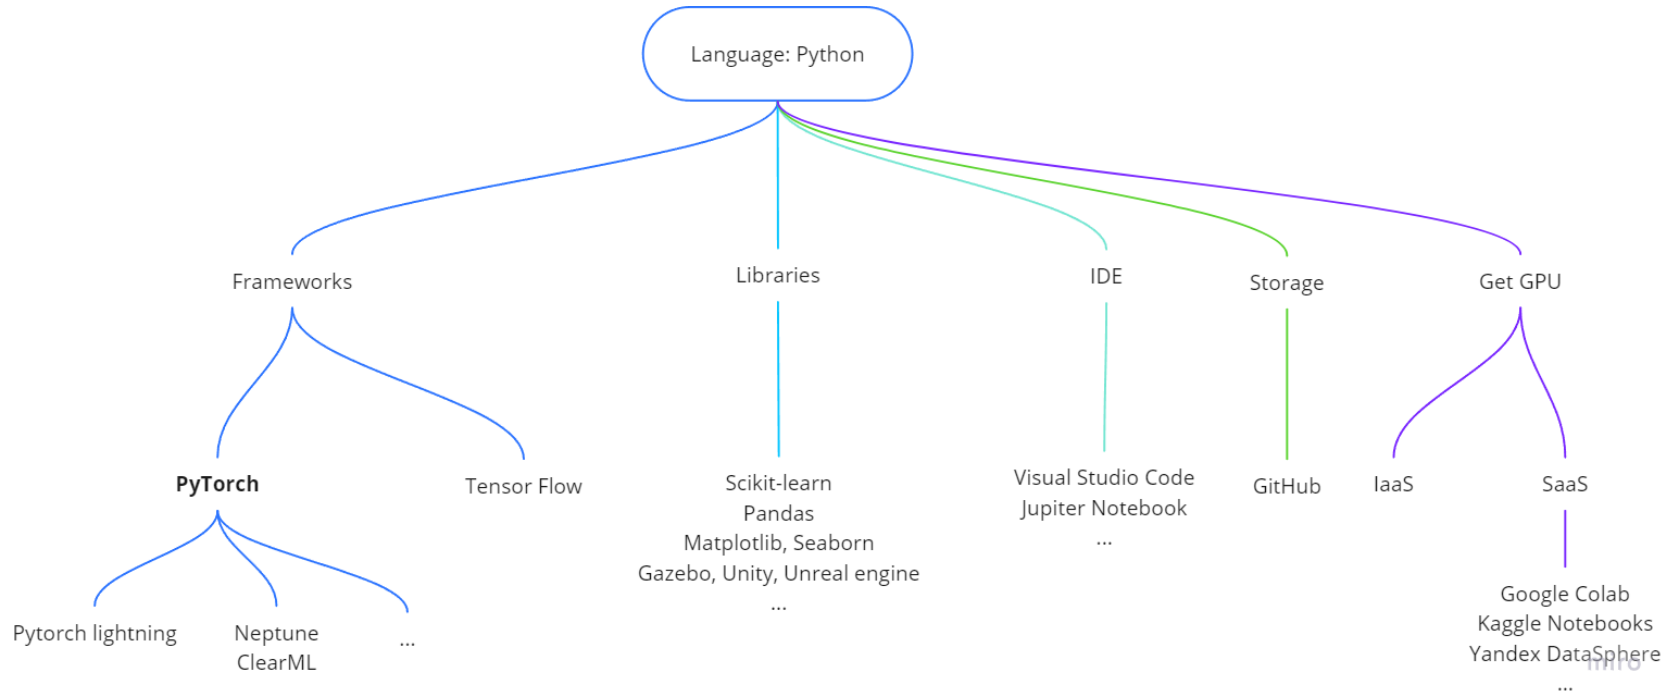 Language: Python
Frameworks
Libraries
IDE
Storage
Get GPU
PyTorch
Tensor Flow
Scikit-learn
Pandas
Matplotlib, Seaborn
Gazebo, Unity, Unreal engine
...
Visual Studio Code
Jupiter Notebook
...
GitHub
IaaS
SaaS
Pytorch lightning
Neptune
ClearML
...
Google Colab
Kaggle Notebooks
Yandex DataSphere
...
miro